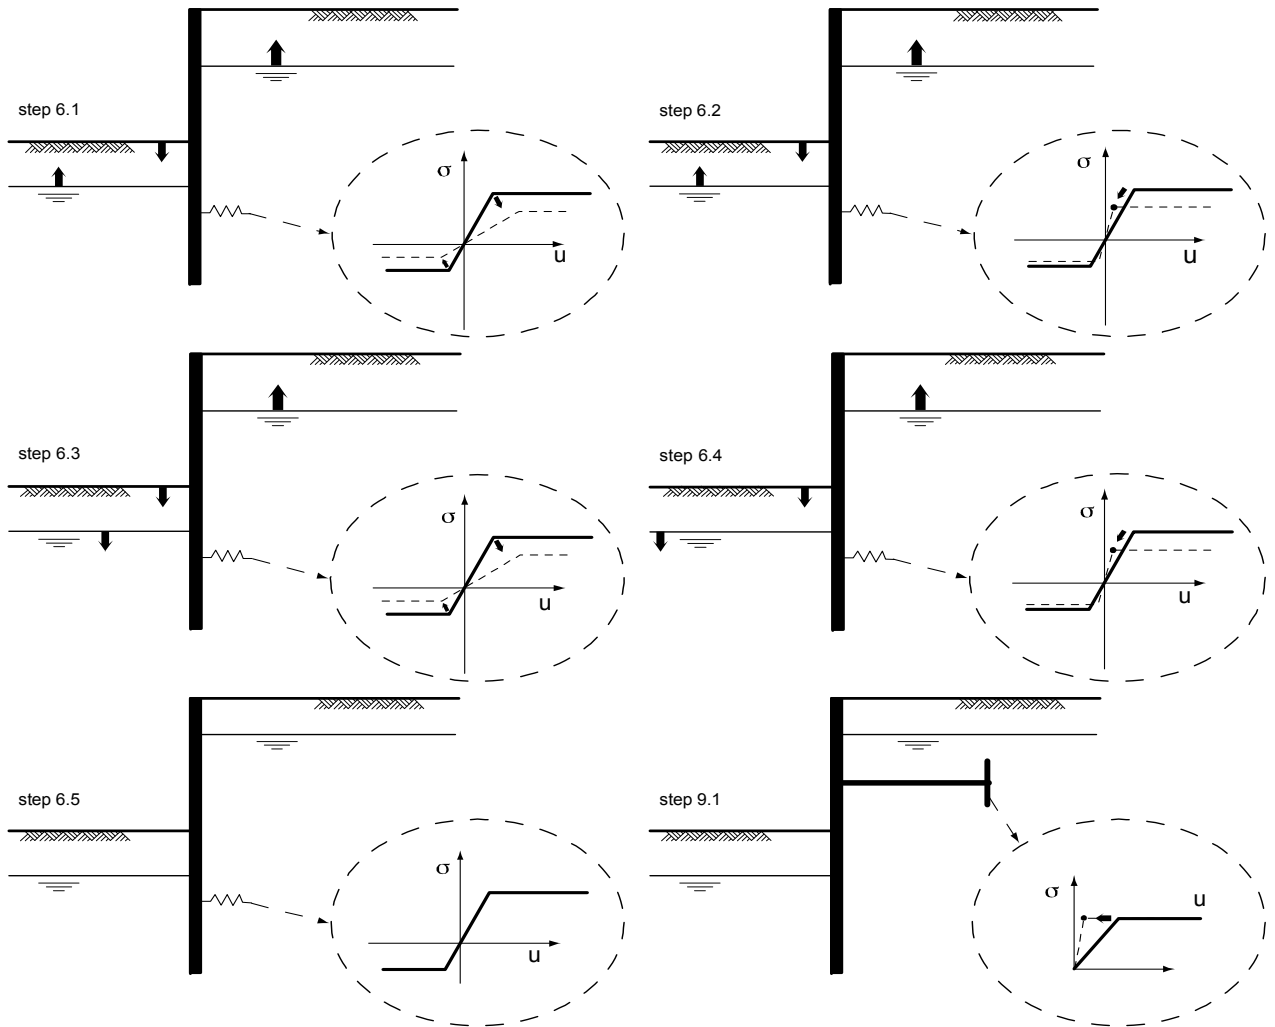 step 6.1
σ
u
step 6.2
σ
u
step 6.3
σ
u
step 6.4
σ
u
step 6.5
σ
u
step 9.1
σ
u